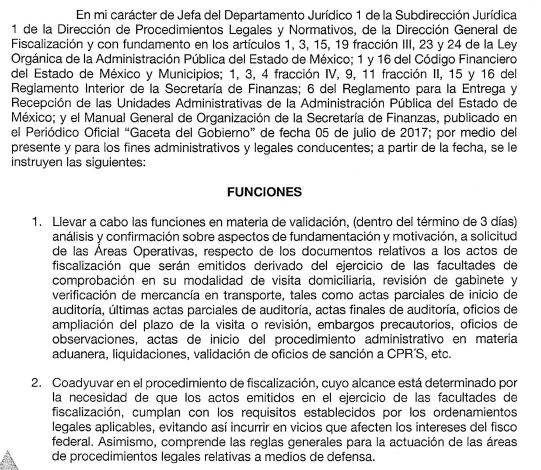 En mi carácter de Jefa del Departamento Jurídico 1 de la Subdirección Jurídica
1 de la Dirección de Procedimientos Legales y Normativos, de la Dirección General de
Fiscalización y con fundamento en los artículos 1, 3, 15, 19 fracción III, 23 y 24 de la Ley
Orgánica de la Administración Pública del Estado de México; 1 y 16 del Código Financiero
del Estado de México y Municipios; 1, 3, 4 fracción IV, 9, 11 fracción II, 15 y 16 del
Reglamento Interior de la Secretaría de Finanzas; 6 del Reglamento para la Entrega y
Recepción de las Unidades Administrativas de la Administración Pública del Estado de
México; y el Manual General de Organización de la Secretaría de Finanzas, publicado en
el Periódico Oficial "Gaceta del Gobierno" de fecha 05 de julio de 2017; por medio del
presente y para los fines administrativos y legales conducentes; a partir de la fecha, se le
instruyen las siguientes:
FUNCIONES
1. Llevar a cabo las funciones en materia de validación, (dentro del término de 3 días)
análisis y confirmación sobre aspectos de fundamentación y motivación, a solicitud
de las Áreas Operativas, respecto de los documentos relativos a los actos de
fiscalización que serán emitidos derivado del ejercicio de las facultades de
comprobación en su modalidad de visita domiciliaria, revisión de gabinete y
verificación de mercancía en transporte, tales como actas parciales de inicio de
auditoría, últimas actas parciales de auditoría, actas finales de auditoría, oficios de
ampliación del plazo de la visita o revisión, embargos precautorios, oficios de
observaciones, actas de inicio del procedimiento administrativo en materia
aduanera, liquidaciones, validación de oficios de sanción a CPR'S, etc.
2. Coadyuvar en el procedimiento de fiscalización, cuyo alcance está determinado por
la necesidad de que los actos emitidos en el ejercicio de las facultades de
fiscalización, cumplan con los requisitos establecidos por los ordenamientos
legales aplicables, evitando así incurrir en vicios que afecten los intereses del fisco
federal. Asimismo, comprende las reglas generales para la actuación de las áreas
de procedimientos legales relativas a medios de defensa.